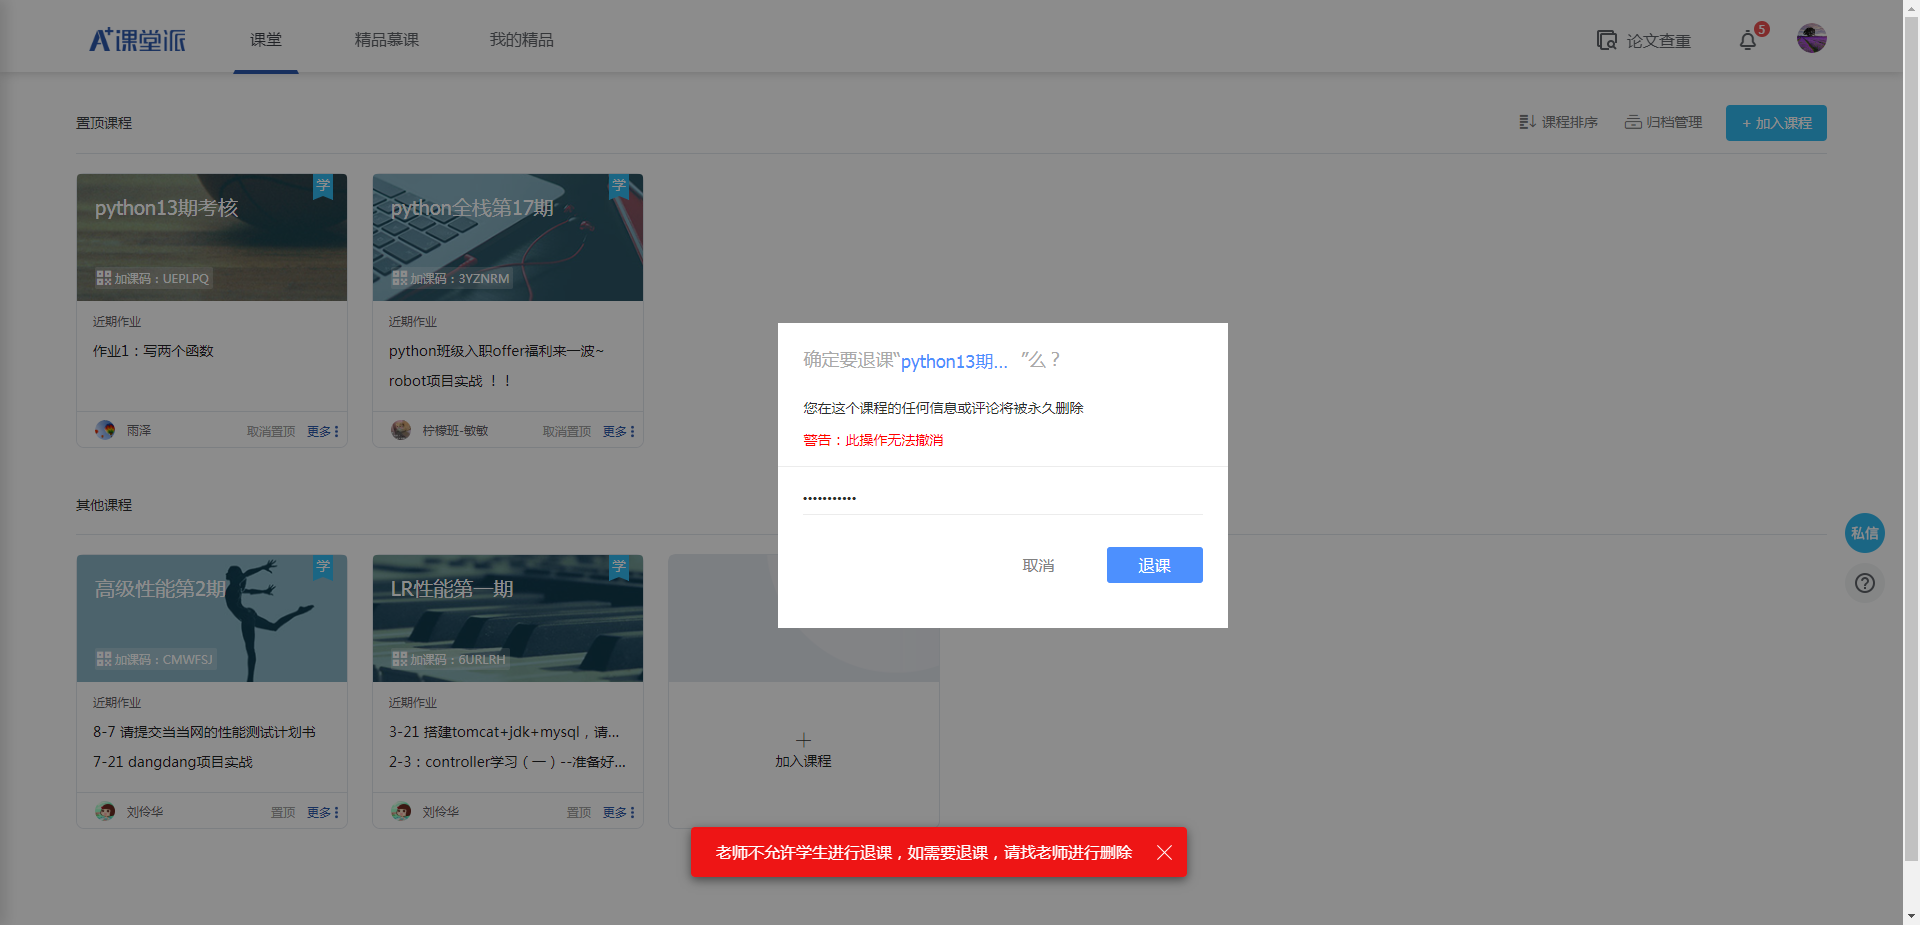 A+课堂派
课堂
精品慕课
我的精品
论文查重
5
置顶课程
课程排序
归档管理
+ 加入课程
学
python13期考核
加课码：UEPLPQ
近期作业
作业1：写两个函数
雨泽
取消置顶
更多
学
python全栈第17期
加课码：3YZNRM
近期作业
python班级入职offer福利来一波~
robot项目实战 ！！
柠檬班-敏敏
取消置顶
更多
确定要退课“python13期... ”么？
您在这个课程的任何信息或评论将被永久删除
警告：此操作无法撤消
•••••••••••
取消
退课
其他课程
私信
学
高级性能第2期
加课码：CMWFSJ
近期作业
8-7 请提交当当网的性能测试计划书
7-21 dangdang项目实战
刘伶华
置顶
更多
学
LR性能第一期
加课码：6URLRH
近期作业
3-21 搭建tomcat+jdk+mysql，请...
2-3：controller学习（一）--准备好...
刘伶华
置顶
更多
加入课程
老师不允许学生进行退课，如需要退课，请找老师进行删除